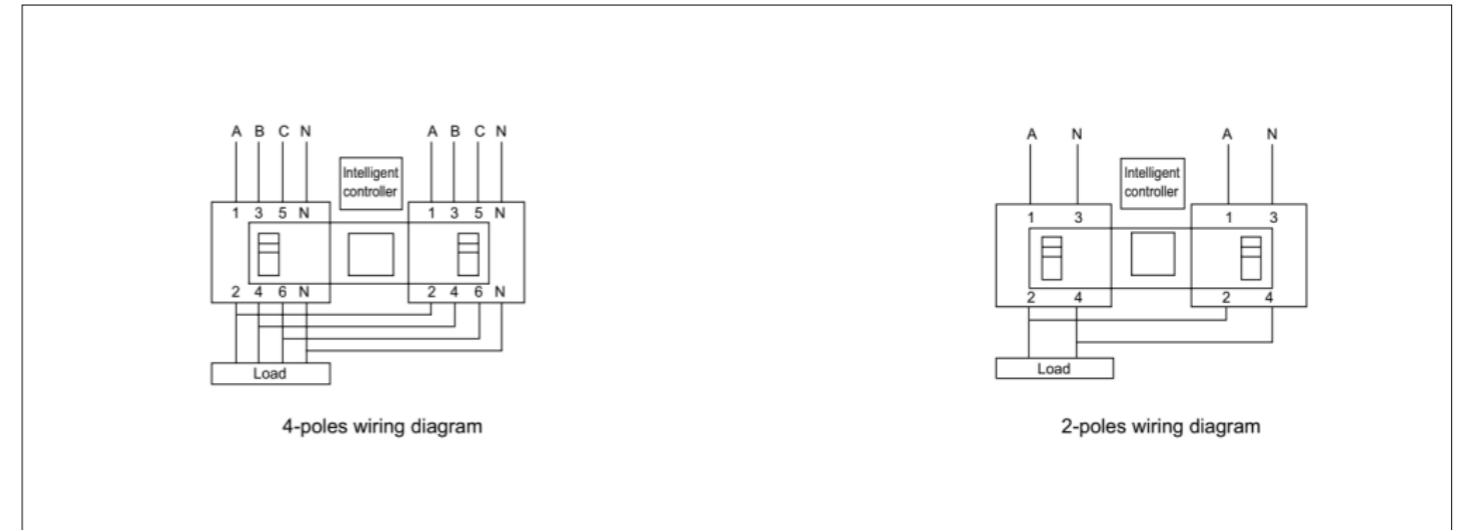 A B C N A B C N
Intelligent
controller
1 3 5 N 1 3 5 N
2 4 6 N 2 4 6 N
Load
4-poles wiring diagram
A N A N
Intelligent
controller
1 3 1 3
2 4 2 4
Load
2-poles wiring diagram